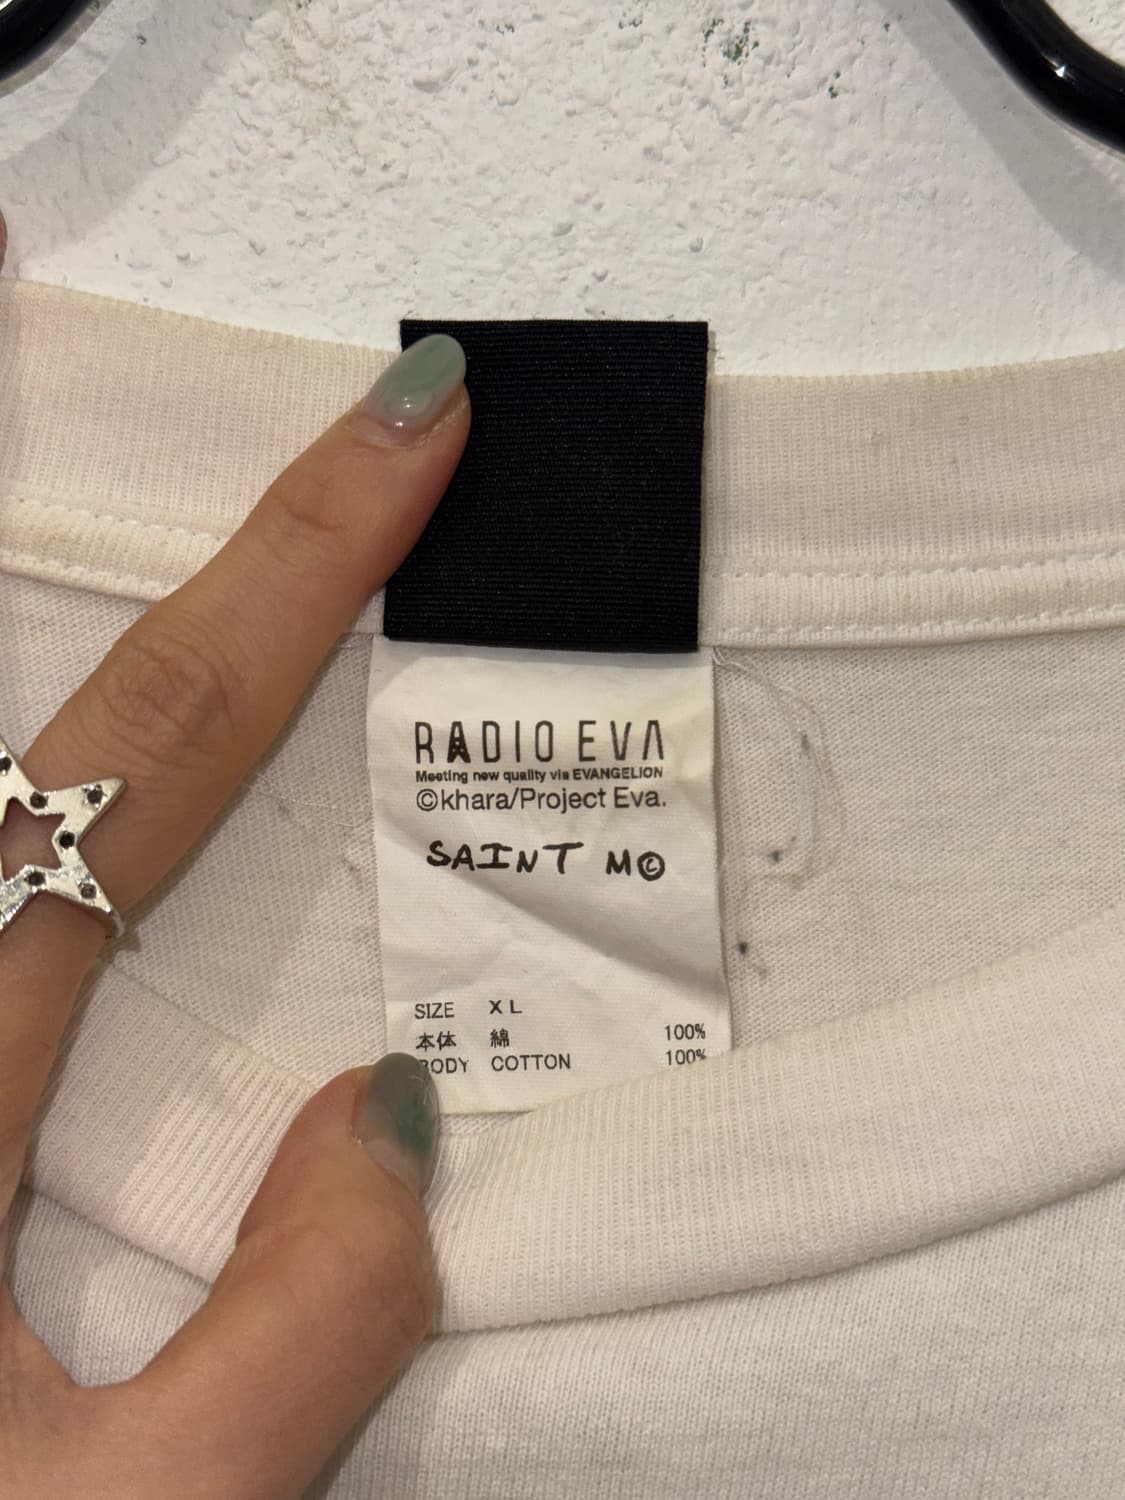 RADIO EVA
Meeting new quality via EVANGELION
©khara/Project Eva.
SAINT M©
SIZE XL
本体 綿 100%
BODY COTTON 100%